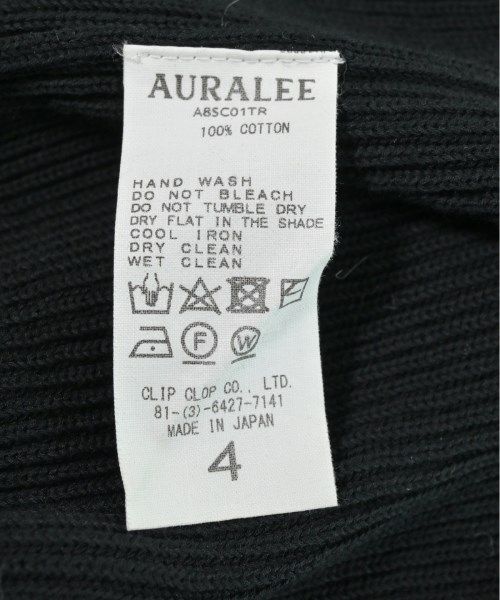 AURALEE
A8SC01TR
100% COTTON
HAND WASH
DO NOT BLEACH
DO NOT TUMBLE DRY
DRY FLAT IN THE SHADE
COOL IRON
DRY CLEAN
WET CLEAN
F W
CLIP CLOP CO., LTD.
81-(3)-6427-7141
MADE IN JAPAN
4